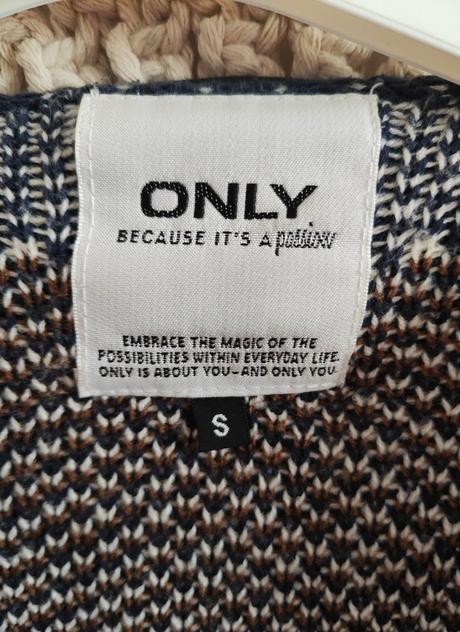 ONLY
BECAUSE IT'S A
EMBRACE THE MAGIC OF THE
POSSIBILITIES WITHIN EVERYDAY LIFE.
ONLY IS ABOUT YOU-AND ONLY YOU.
S